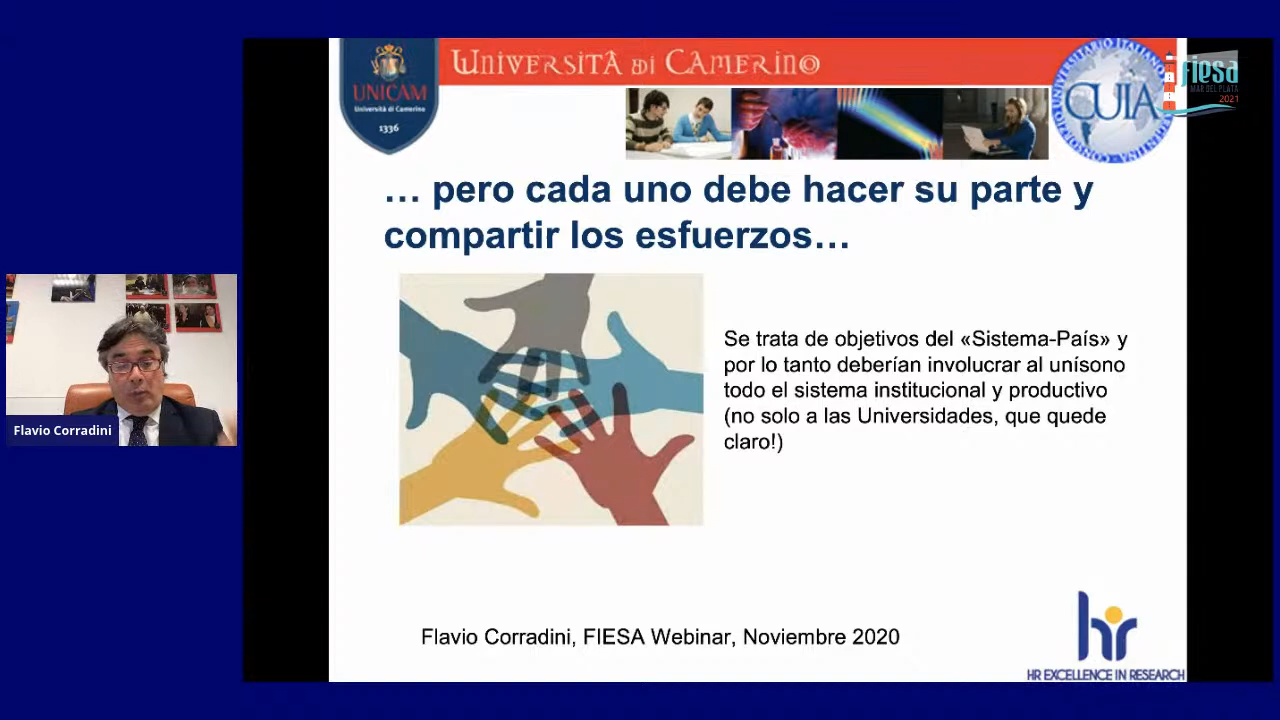 UNICAM
Università di Camerino
1336
Università di Camerino
CUIA
fiesa
MAR DEL PLATA
2021
… pero cada uno debe hacer su parte y
compartir los esfuerzos…
Se trata de objetivos del «Sistema-País» y
por lo tanto deberían involucrar al unísono
todo el sistema institucional y productivo
(no solo a las Universidades, que quede
claro!)
Flavio Corradini
Flavio Corradini, FIESA Webinar, Noviembre 2020
hr
HR EXCELLENCE IN RESEARCH